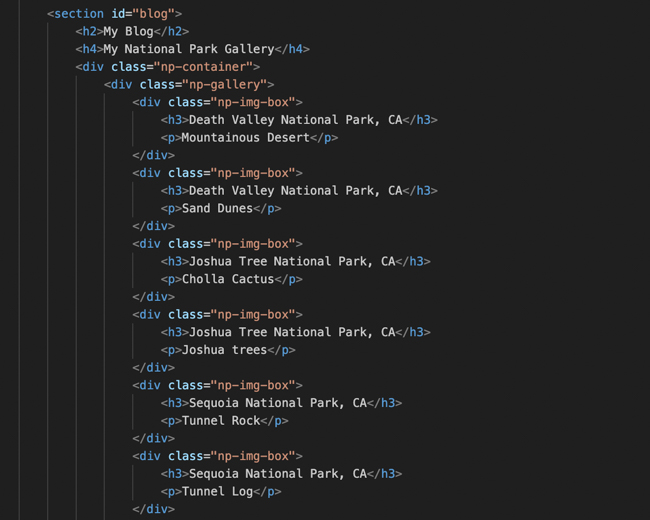 <section id="blog">
<h2>My Blog</h2>
<h4>My National Park Gallery</h4>
<div class="np-container">
<div class="np-gallery">
<div class="np-img-box">
<h3>Death Valley National Park, CA</h3>
<p>Mountainous Desert</p>
</div>
<div class="np-img-box">
<h3>Death Valley National Park, CA</h3>
<p>Sand Dunes</p>
</div>
<div class="np-img-box">
<h3>Joshua Tree National Park, CA</h3>
<p>Cholla Cactus</p>
</div>
<div class="np-img-box">
<h3>Joshua Tree National Park, CA</h3>
<p>Joshua trees</p>
</div>
<div class="np-img-box">
<h3>Sequoia National Park, CA</h3>
<p>Tunnel Rock</p>
</div>
<div class="np-img-box">
<h3>Sequoia National Park, CA</h3>
<p>Tunnel Log</p>
</div>